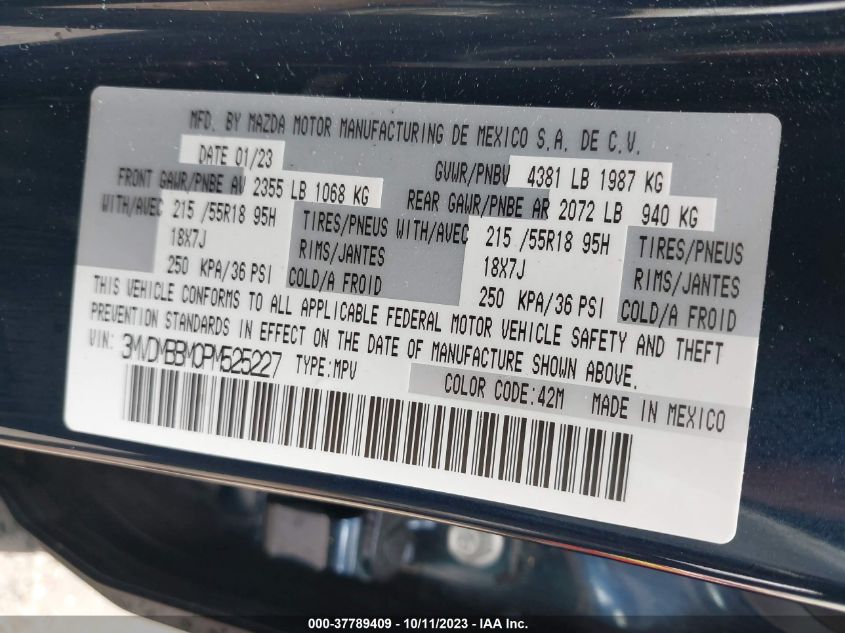 MFD. BY MAZDA MOTOR MANUFACTURING DE MEXICO S.A. DE C.V.
DATE 01/23 GVWR/PNBV 4381 LB 1987 KG
FRONT GAWR/PNBE AV 2355 LB 1068 KG REAR GAWR/PNBE AR 2072 LB 940 KG
WITH/AVEC 215 /55R18 95H TIRES/PNEUS WITH/AVEC 215 /55R18 95H TIRES/PNEUS
18X7J RIMS/JANTES 18X7J RIMS/JANTES
250 KPA/36 PSI COLD/A FROID 250 KPA/36 PSI COLD/A FROID
THIS VEHICLE CONFORMS TO ALL APPLICABLE FEDERAL MOTOR VEHICLE SAFETY AND THEFT
PREVENTION STANDARDS IN EFFECT ON THE DATE OF MANUFACTURE SHOWN ABOVE.
VIN: 3MVDMBBM0PM525227 TYPE:MPV
COLOR CODE:42M MADE IN MEXICO
000-37789409 - 10/11/2023 - IAA Inc.